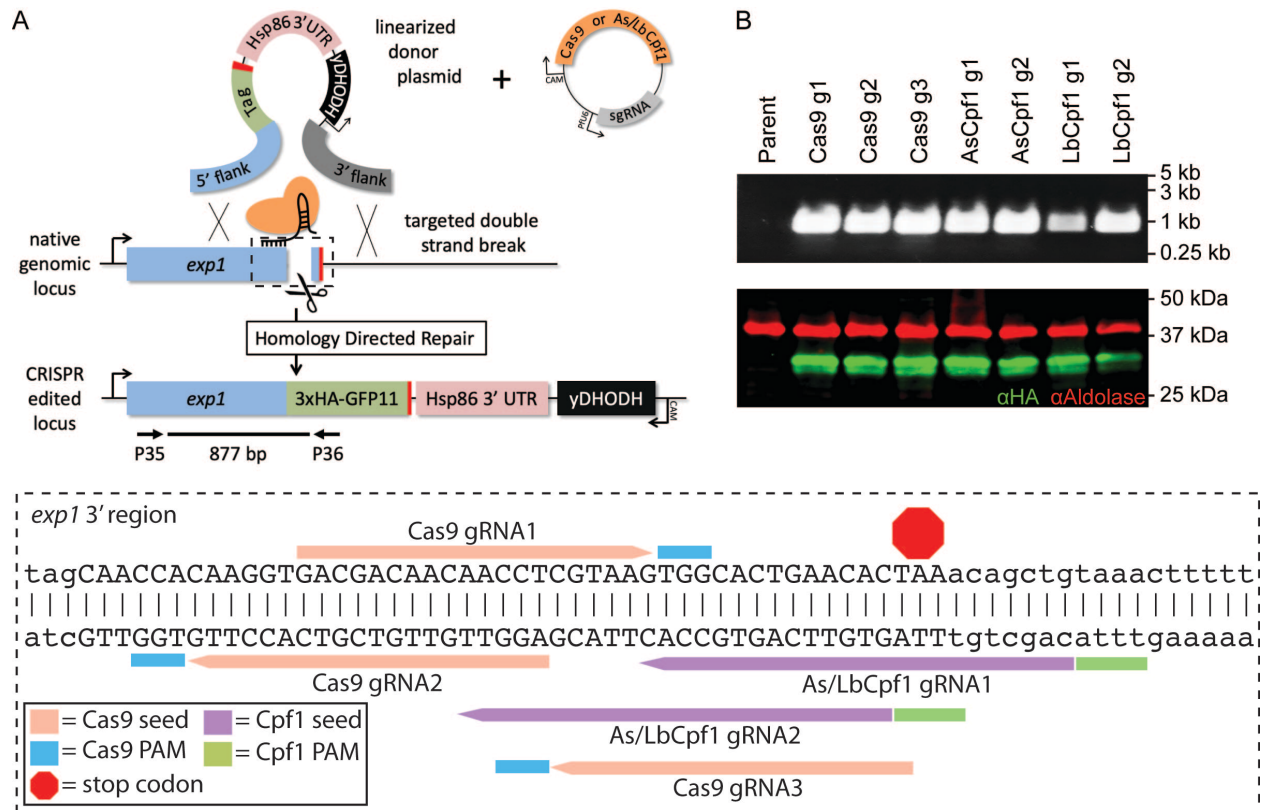 A
Hsp86 3'UTR
yDHODH
Tag
5' flank
3' flank
linearized
donor
plasmid
+
Cas9 or As/LbCpf1
CAM
PfU6
sgRNA
native
genomic
locus
exp1
targeted double
strand break
Homology Directed Repair
CRISPR
edited
locus
exp1
3xHA-GFP11
Hsp86 3' UTR
yDHODH
CAM
P35
877 bp
P36
B
Parent
Cas9 g1
Cas9 g2
Cas9 g3
AsCpf1 g1
AsCpf1 g2
LbCpf1 g1
LbCpf1 g2
5 kb
3 kb
1 kb
0.25 kb
50 kDa
37 kDa
25 kDa
αHA αAldolase
exp1 3' region
Cas9 gRNA1
tagCAACCACAAGGTGACGACAACAACCTCGTAAGTGGCACTGAACACTAAacagctgtaaactttttt
atcGTTGGTGTTCCACTGCTGTTGTTGGAGCATTCACCGTGACTTGTGATTtgtcgacatttgaaaaaa
Cas9 gRNA2
As/LbCpf1 gRNA1
As/LbCpf1 gRNA2
Cas9 gRNA3
= Cas9 seed
= Cpf1 seed
= Cas9 PAM
= Cpf1 PAM
= stop codon